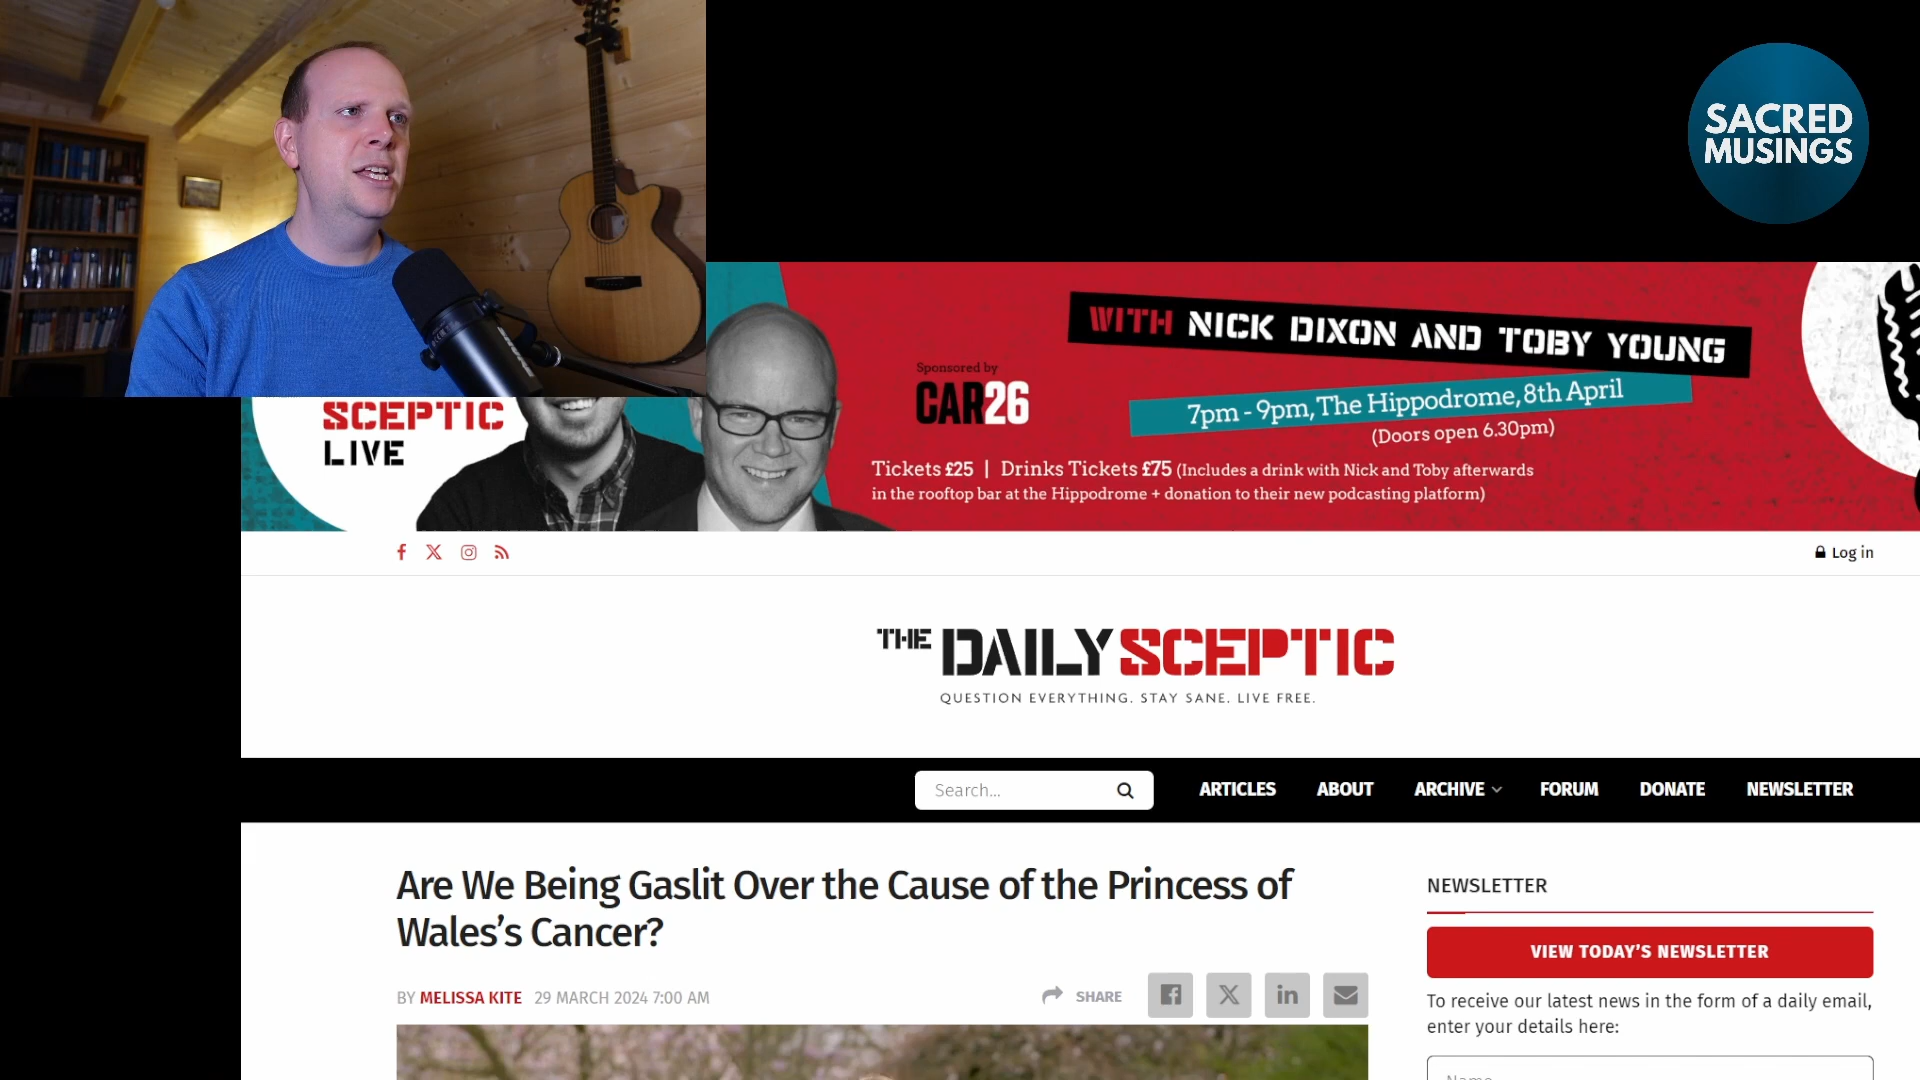 SACRED
MUSINGS
WITH NICK DIXON AND TOBY YOUNG
Sponsored by
CAR26
7pm - 9pm, The Hippodrome, 8th April
(Doors open 6.30pm)
SCEPTIC
LIVE
Tickets £25 | Drinks Tickets £75 (Includes a drink with Nick and Toby afterwards
in the rooftop bar at the Hippodrome + donation to their new podcasting platform)
Log in
THE DAILY SCEPTIC
QUESTION EVERYTHING. STAY SANE. LIVE FREE.
Search...
ARTICLES
ABOUT
ARCHIVE
FORUM
DONATE
NEWSLETTER
Are We Being Gaslit Over the Cause of the Princess of
Wales's Cancer?
BY MELISSA KITE 29 MARCH 2024 7:00 AM
SHARE
NEWSLETTER
VIEW TODAY'S NEWSLETTER
To receive our latest news in the form of a daily email,
enter your details here:
Name